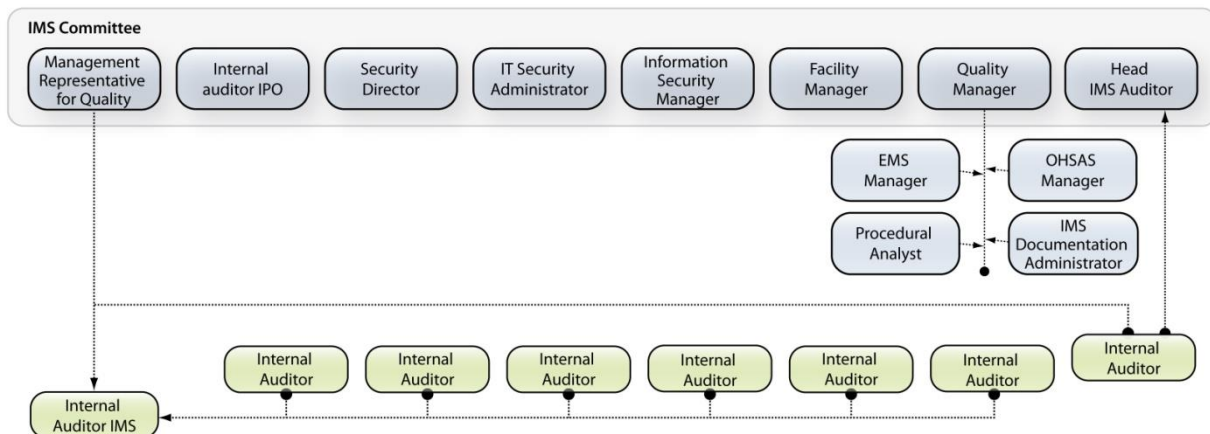 IMS Committee
Management
Representative
for Quality
Internal
auditor IPO
Security
Director
IT Security
Administrator
Information
Security
Manager
Facility
Manager
Quality
Manager
Head
IMS Auditor
EMS
Manager
OHSAS
Manager
Procedural
Analyst
IMS
Documentation
Administrator
Internal
Auditor
Internal
Auditor
Internal
Auditor
Internal
Auditor
Internal
Auditor
Internal
Auditor
Internal
Auditor
Internal
Auditor IMS